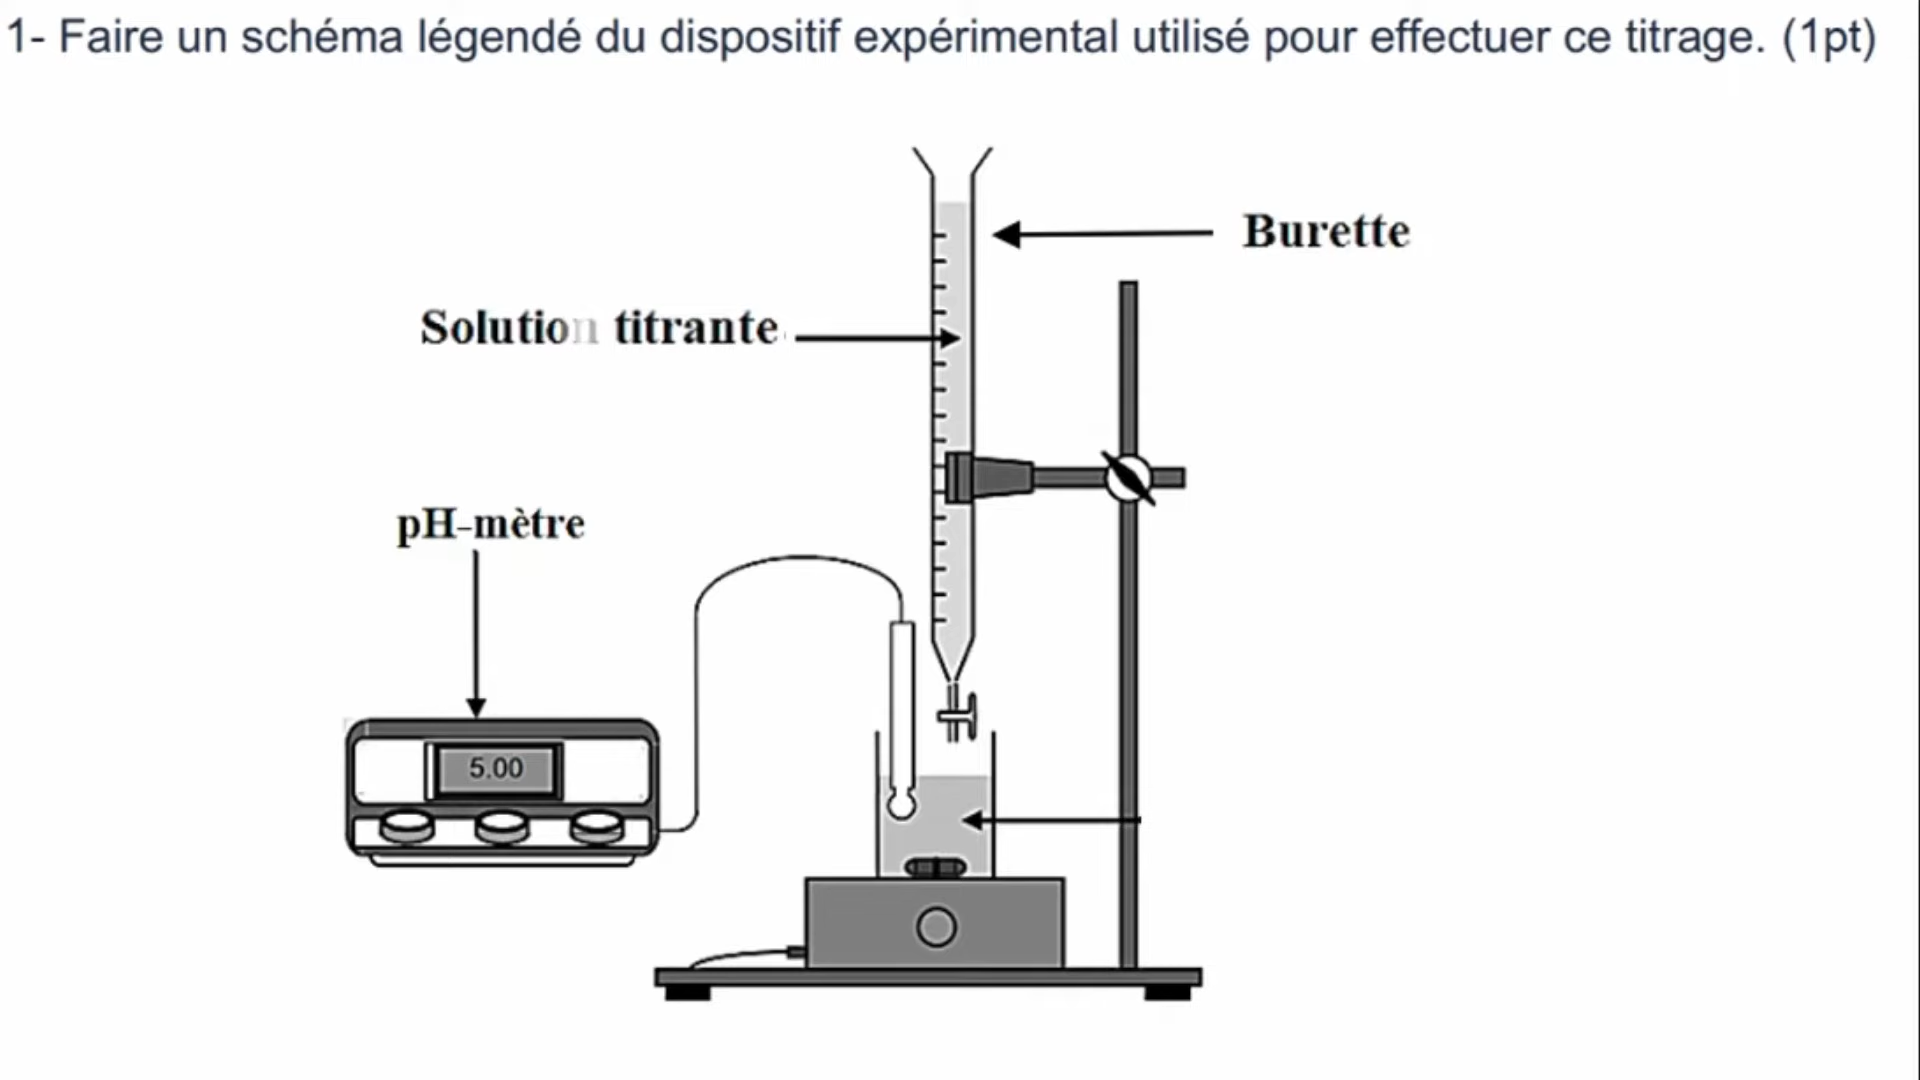 1- Faire un schéma légendé du dispositif expérimental utilisé pour effectuer ce titrage. (1pt)
Burette
Solution titrante
pH-mètre
5.00